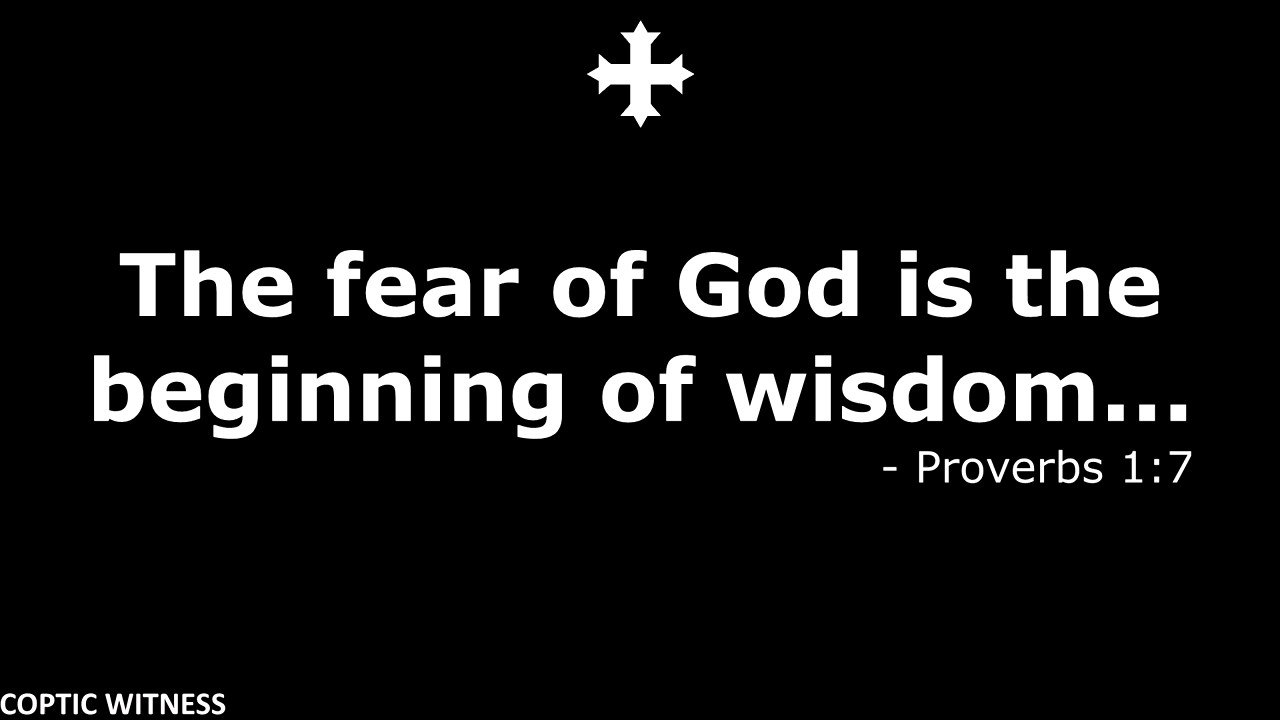 The fear of God is the
beginning of wisdom...
- Proverbs 1:7
COPTIC WITNESS